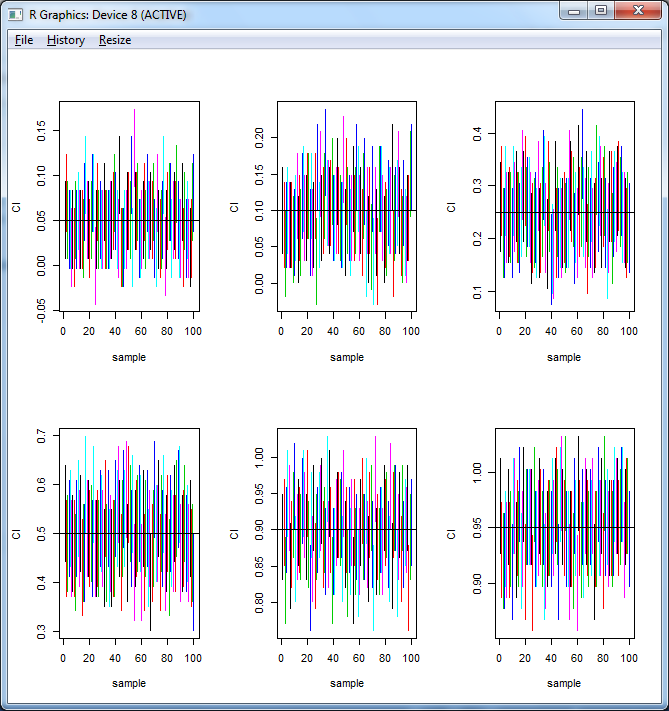 R Graphics: Device 8 (ACTIVE)
File History Resize
CI
-0.05 0.00 0.05 0.10 0.15
0 20 40 60 80 100
sample
CI
0.00 0.05 0.10 0.15 0.20
0 20 40 60 80 100
sample
CI
0.1 0.2 0.3 0.4
0 20 40 60 80 100
sample
CI
0.3 0.4 0.5 0.6 0.7
0 20 40 60 80 100
sample
CI
0.80 0.85 0.90 0.95 1.00
0 20 40 60 80 100
sample
CI
0.90 0.95 1.00
0 20 40 60 80 100
sample